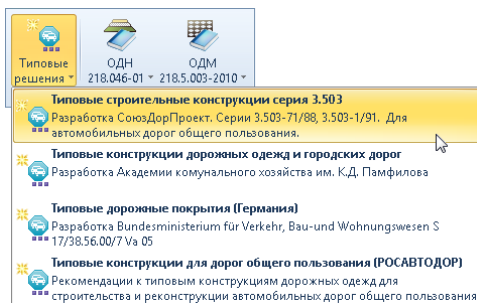 Типовые
решения
ОДН
218.046-01
ОДМ
218.5.003-2010
Типовые строительные конструкции серия 3.503
Разработка СоюзДорПроект. Серии 3.503-71/88, 3.503-1/91. Для
автомобильных дорог общего пользования.
Типовые конструкции дорожных одежд и городских дорог
Разработка Академии комунального хозяйства им. К.Д. Памфилова
Типовые дорожные покрытия (Германия)
Разработка Bundesministerium für Verkehr, Bau-und Wohnungswesen S
17/38.56.00/7 Va 05
Типовые конструкции для дорог общего пользования (РОСАВТОДОР)
Рекомендации к типовым конструкциям дорожных одежд для
строительства и реконструкции автомобильных дорог общего пользования